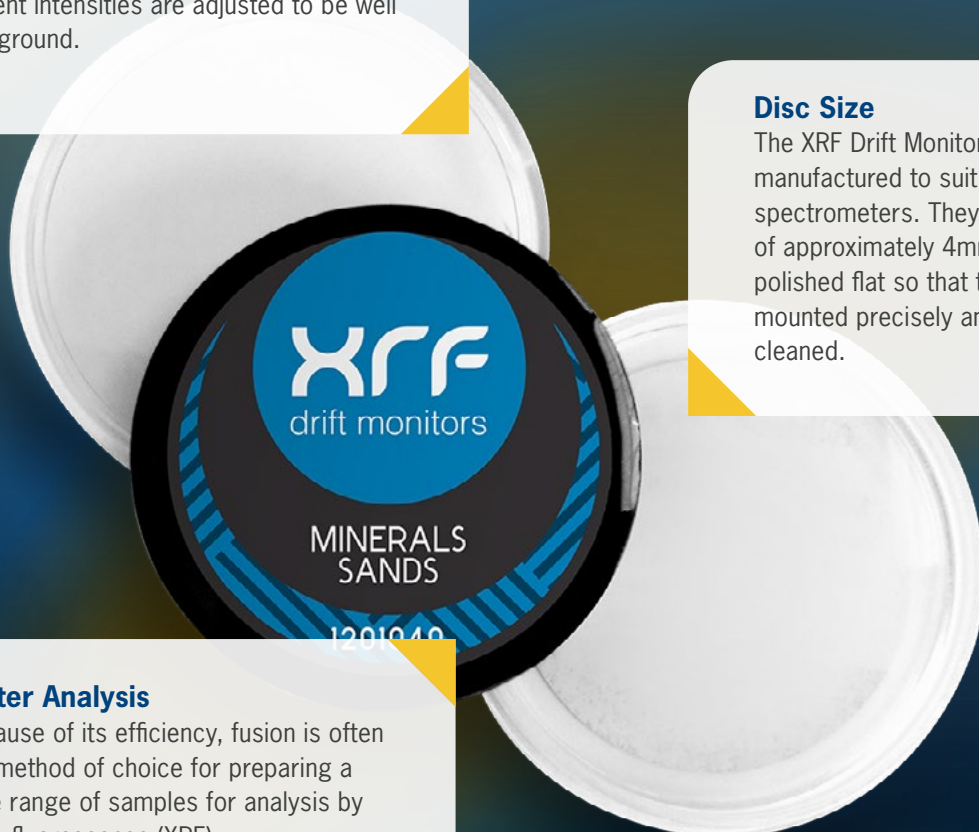 ent intensities are adjusted to be well
ground.
Disc Size
The XRF Drift Monitor
manufactured to suit
spectrometers. They
of approximately 4m
polished flat so that
mounted precisely
cleaned.
xrf
drift monitors
MINERALS
SANDS
ter Analysis
ause of its efficiency, fusion is often
method of choice for preparing a
range of samples for analysis by